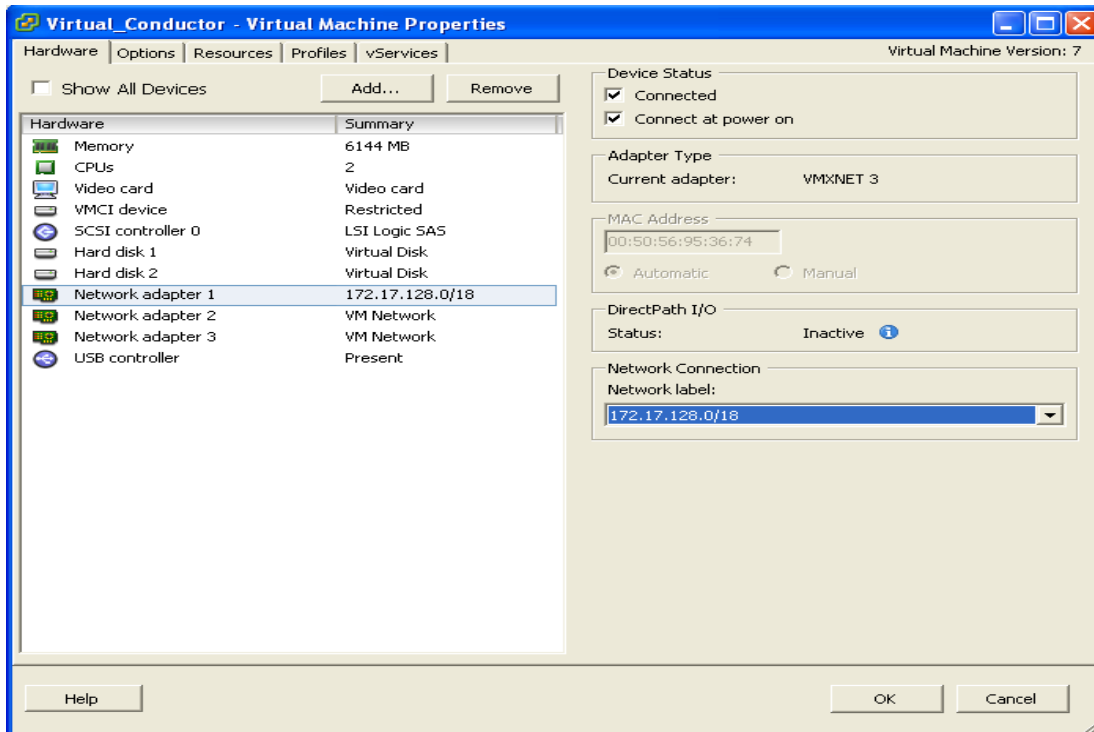 Virtual_Conductor - Virtual Machine Properties
Hardware Options Resources Profiles vServices Virtual Machine Version: 7
Show All Devices Add... Remove
Hardware Summary
Memory 6144 MB
CPUs 2
Video card Video card
VMCI device Restricted
SCSI controller 0 LSI Logic SAS
Hard disk 1 Virtual Disk
Hard disk 2 Virtual Disk
Network adapter 1 172.17.128.0/18
Network adapter 2 VM Network
Network adapter 3 VM Network
USB controller Present
Device Status
Connected
Connect at power on
Adapter Type
Current adapter: VMXNET 3
MAC Address
00:50:56:95:36:74
Automatic Manual
DirectPath I/O
Status: Inactive
Network Connection
Network label:
172.17.128.0/18
Help OK Cancel